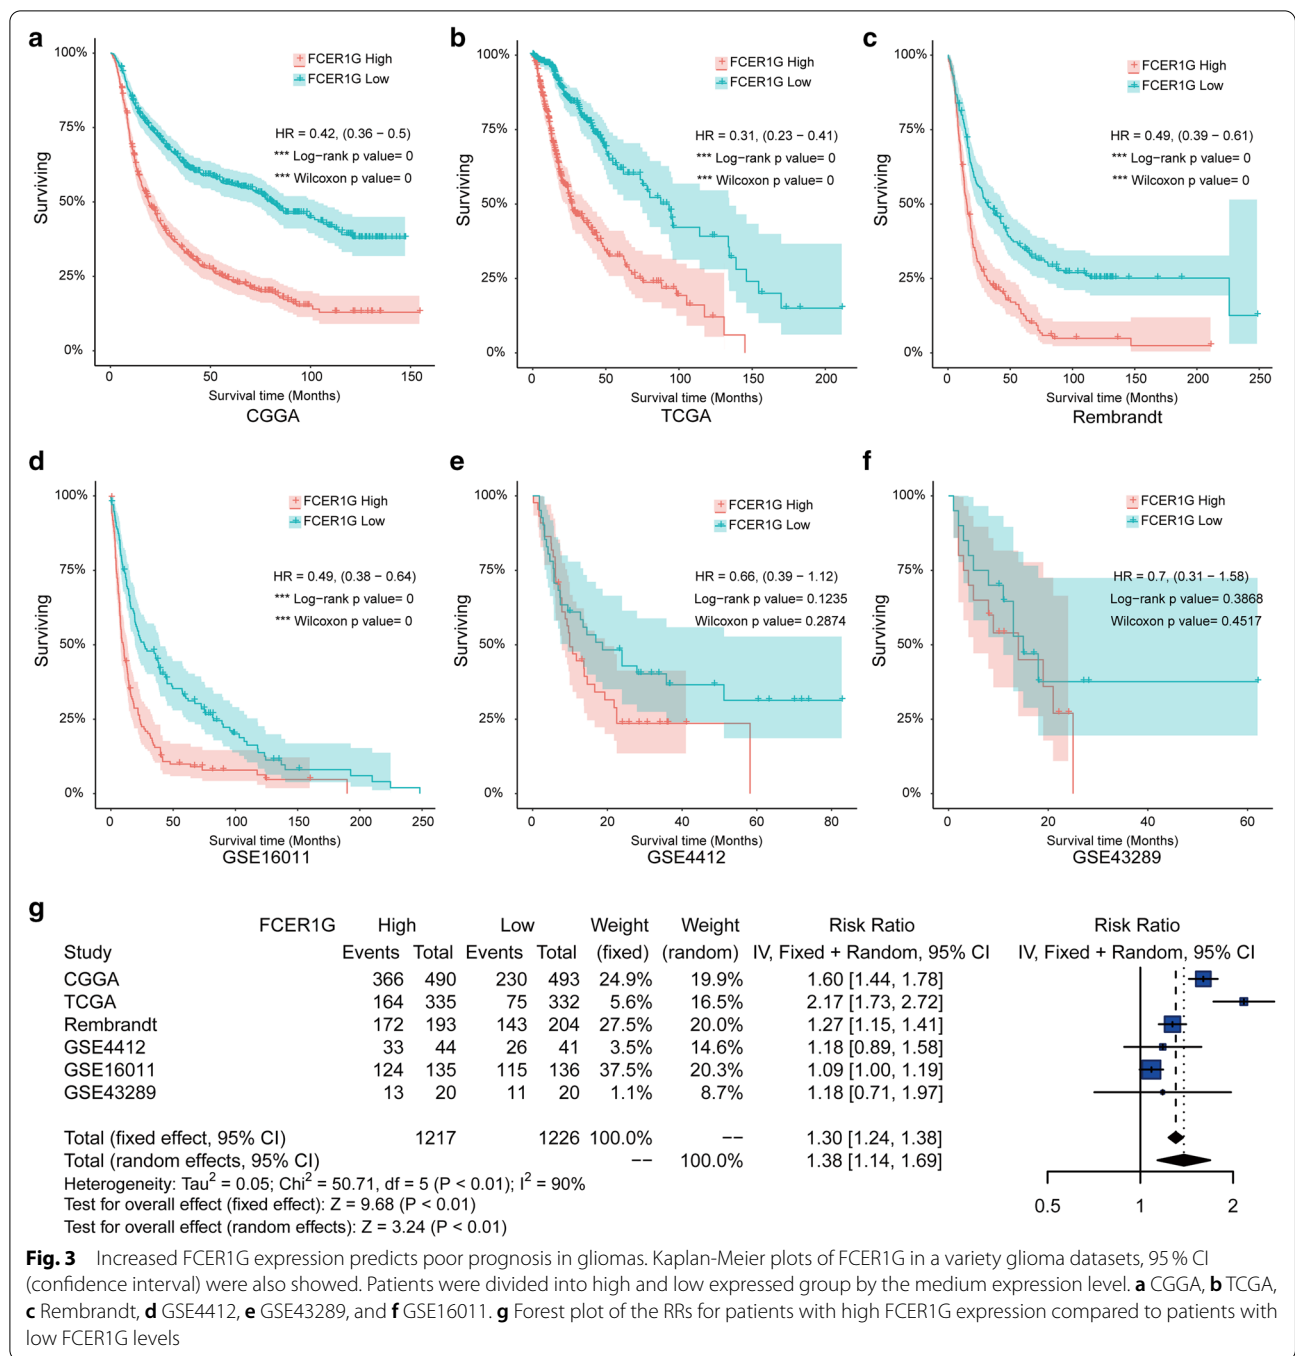 a
100%
75%
50%
25%
0%
Surviving
FCER1G High
FCER1G Low
HR = 0.42, (0.36 − 0.5)
*** Log−rank p value= 0
*** Wilcoxon p value= 0
0 50 100 150
Survival time (Months)
CGGA
b
100%
75%
50%
25%
0%
Surviving
FCER1G High
FCER1G Low
HR = 0.31, (0.23 − 0.41)
*** Log−rank p value= 0
*** Wilcoxon p value= 0
0 50 100 150 200
Survival time (Months)
TCGA
c
100%
75%
50%
25%
0%
Surviving
FCER1G High
FCER1G Low
HR = 0.49, (0.39 − 0.61)
*** Log−rank p value= 0
*** Wilcoxon p value= 0
0 50 100 150 200 250
Survival time (Months)
Rembrandt
d
100%
75%
50%
25%
0%
Surviving
FCER1G High
FCER1G Low
HR = 0.49, (0.38 − 0.64)
*** Log−rank p value= 0
*** Wilcoxon p value= 0
0 50 100 150 200 250
Survival time (Months)
GSE16011
e
100%
75%
50%
25%
0%
Surviving
FCER1G High
FCER1G Low
HR = 0.66, (0.39 − 1.12)
Log−rank p value= 0.1235
Wilcoxon p value= 0.2874
0 20 40 60 80
Survival time (Months)
GSE4412
f
100%
75%
50%
25%
0%
Surviving
FCER1G High
FCER1G Low
HR = 0.7, (0.31 − 1.58)
Log−rank p value= 0.3868
Wilcoxon p value= 0.4517
0 20 40 60
Survival time (Months)
GSE43289
g
FCER1G High Low Weight Weight Risk Ratio Risk Ratio
Study Events Total Events Total (fixed) (random) IV, Fixed + Random, 95% CI IV, Fixed + Random, 95% CI
CGGA 366 490 230 493 24.9% 19.9% 1.60 [1.44, 1.78]
TCGA 164 335 75 332 5.6% 16.5% 2.17 [1.73, 2.72]
Rembrandt 172 193 143 204 27.5% 20.0% 1.27 [1.15, 1.41]
GSE4412 33 44 26 41 3.5% 14.6% 1.18 [0.89, 1.58]
GSE16011 124 135 115 136 37.5% 20.3% 1.09 [1.00, 1.19]
GSE43289 13 20 11 20 1.1% 8.7% 1.18 [0.71, 1.97]
Total (fixed effect, 95% CI) 1217 1226 100.0% −− 1.30 [1.24, 1.38]
Total (random effects, 95% CI) −− 100.0% 1.38 [1.14, 1.69]
Heterogeneity: Tau² = 0.05; Chi² = 50.71, df = 5 (P < 0.01); I² = 90%
Test for overall effect (fixed effect): Z = 9.68 (P < 0.01)
Test for overall effect (random effects): Z = 3.24 (P < 0.01)
0.5 1 2
Fig. 3 Increased FCER1G expression predicts poor prognosis in gliomas. Kaplan-Meier plots of FCER1G in a variety glioma datasets, 95 % CI
(confidence interval) were also showed. Patients were divided into high and low expressed group by the medium expression level. a CGGA, b TCGA,
c Rembrandt, d GSE4412, e GSE43289, and f GSE16011. g Forest plot of the RRs for patients with high FCER1G expression compared to patients with
low FCER1G levels